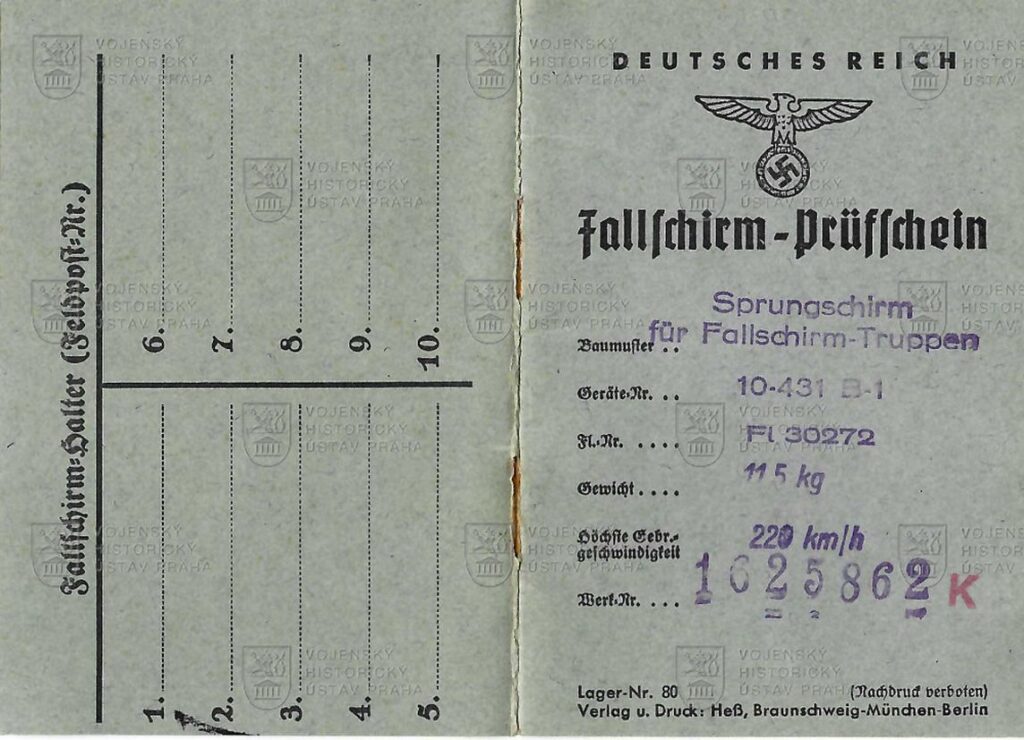 Fallschirm-Halter (Feldpost-Nr.)
1.
2.
3.
4.
5.
6.
7.
8.
9.
10.
DEUTSCHES REICH
Fallschirm-Prüfschein
Sprungschirm
Baumuster . . für Fallschirm-Truppen
Geräte-Nr. . . 10-431 B-1
Fl.-Nr. . . . . Fl 30272
Gewicht . . . . 11 5 kg
Höchste Gebr.-
geschwindigkeit 220 km/h
Werk-Nr. . . . 1625862 K
Lager-Nr. 80 (Nachdruck verboten)
Verlag u. Druck: Heß, Braunschweig-München-Berlin
VOJENSKÝ
HISTORICKÝ
ÚSTAV PRAHA